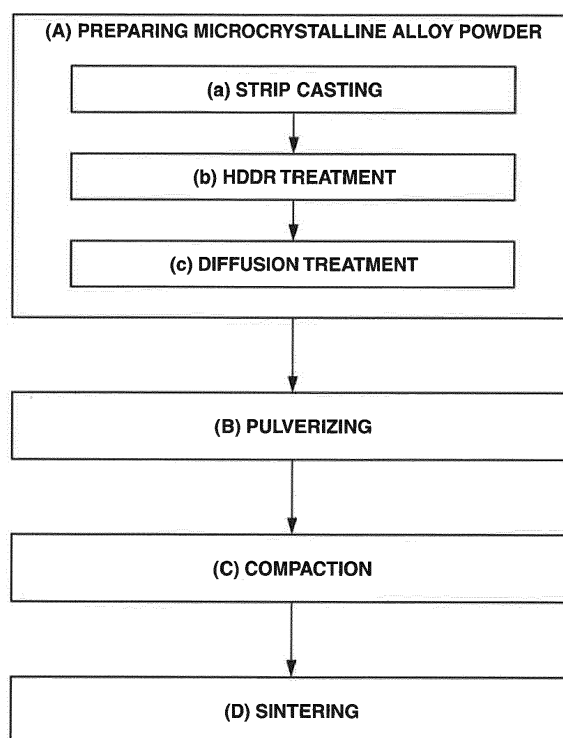 (A) PREPARING MICROCRYSTALLINE ALLOY POWDER
(a) STRIP CASTING
(b) HDDR TREATMENT
(c) DIFFUSION TREATMENT
(B) PULVERIZING
(C) COMPACTION
(D) SINTERING